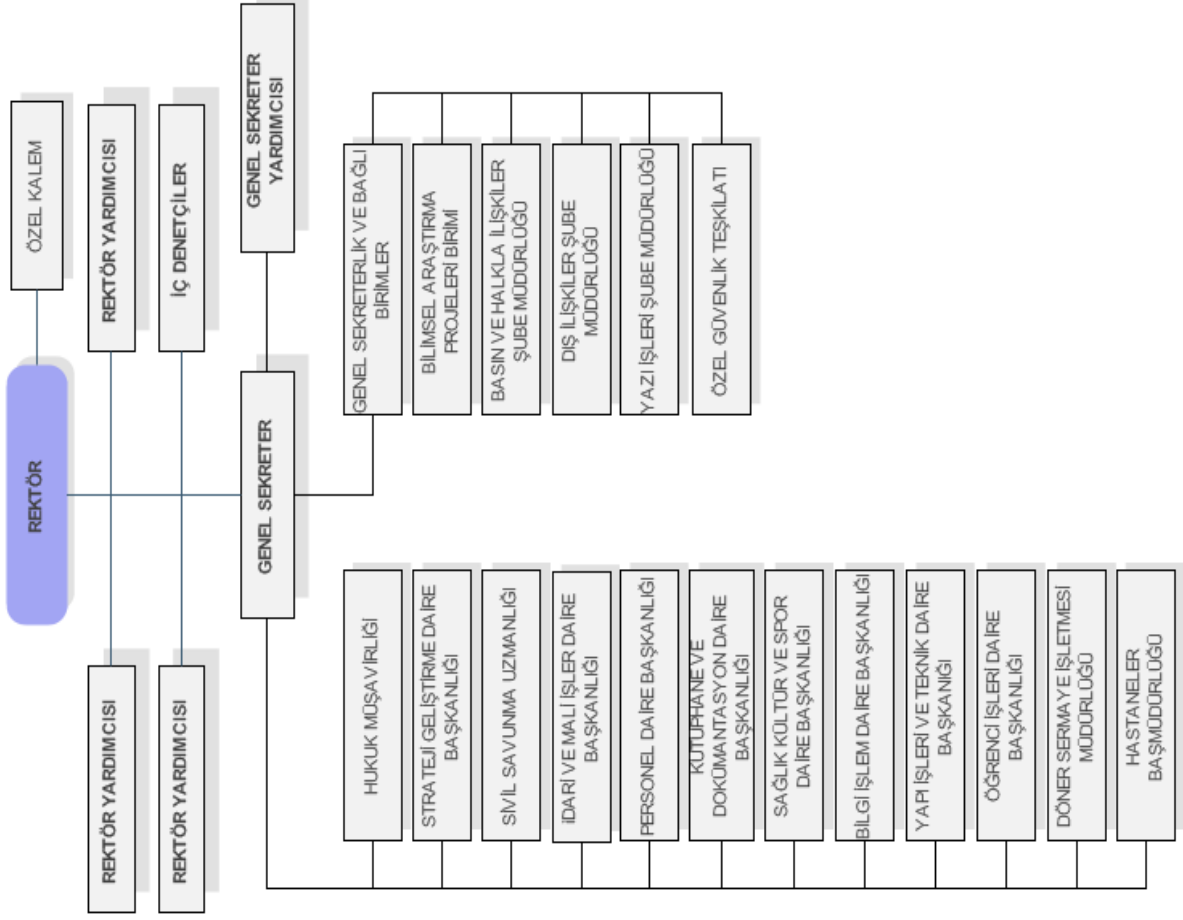 REKTÖR
ÖZEL KALEM
REKTÖR YARDIMCISI
REKTÖR YARDIMCISI
REKTÖR YARDIMCISI
İÇ DENETÇİLER
GENEL SEKRETER
GENEL SEKRETER
YARDIMCISI
HUKUK MÜŞAVİRLİĞİ
STRATEJİ GELİŞTİRME DAİRE
BAŞKANLIĞI
SİVİL SAVUNMA UZMANLIĞI
iDARİ VE MALİ İŞLER DAİRE
BAŞKANLIĞI
PERSONEL DAİRE BAŞKANLIĞI
KÜTÜPHANE VE
DOKÜMANTASYON DAİRE
BAŞKANLIĞI
SAĞLIK KÜLTÜR VE SPOR
DAİRE BAŞKANLIĞI
BİLGİ İŞLEM DAİRE BAŞKANLIĞI
YAPI İŞLERİ VE TEKNİK DAİRE
BAŞKANIĞI
ÖĞRENCİ İŞLERİ DAİRE
BAŞKANLIĞI
DÖNER SERMAYE İŞLETMESİ
MÜDÜRLÜĞÜ
HASTANELER
BAŞMÜDÜRLÜĞÜ
GENEL SEKRETERLİK VE BAĞLI
BİRİMLER
BİLİMSEL ARAŞTIRMA
PROJELERİ BİRİMİ
BASIN VE HALKLA İLİŞKİLER
ŞUBE MÜDÜRLÜĞÜ
DIŞ İLİŞKİLER ŞUBE
MÜDÜRLÜĞÜ
YAZI İŞLERİ ŞUBE MÜDÜRLÜĞÜ
ÖZEL GÜVENLİK TEŞKİLATI